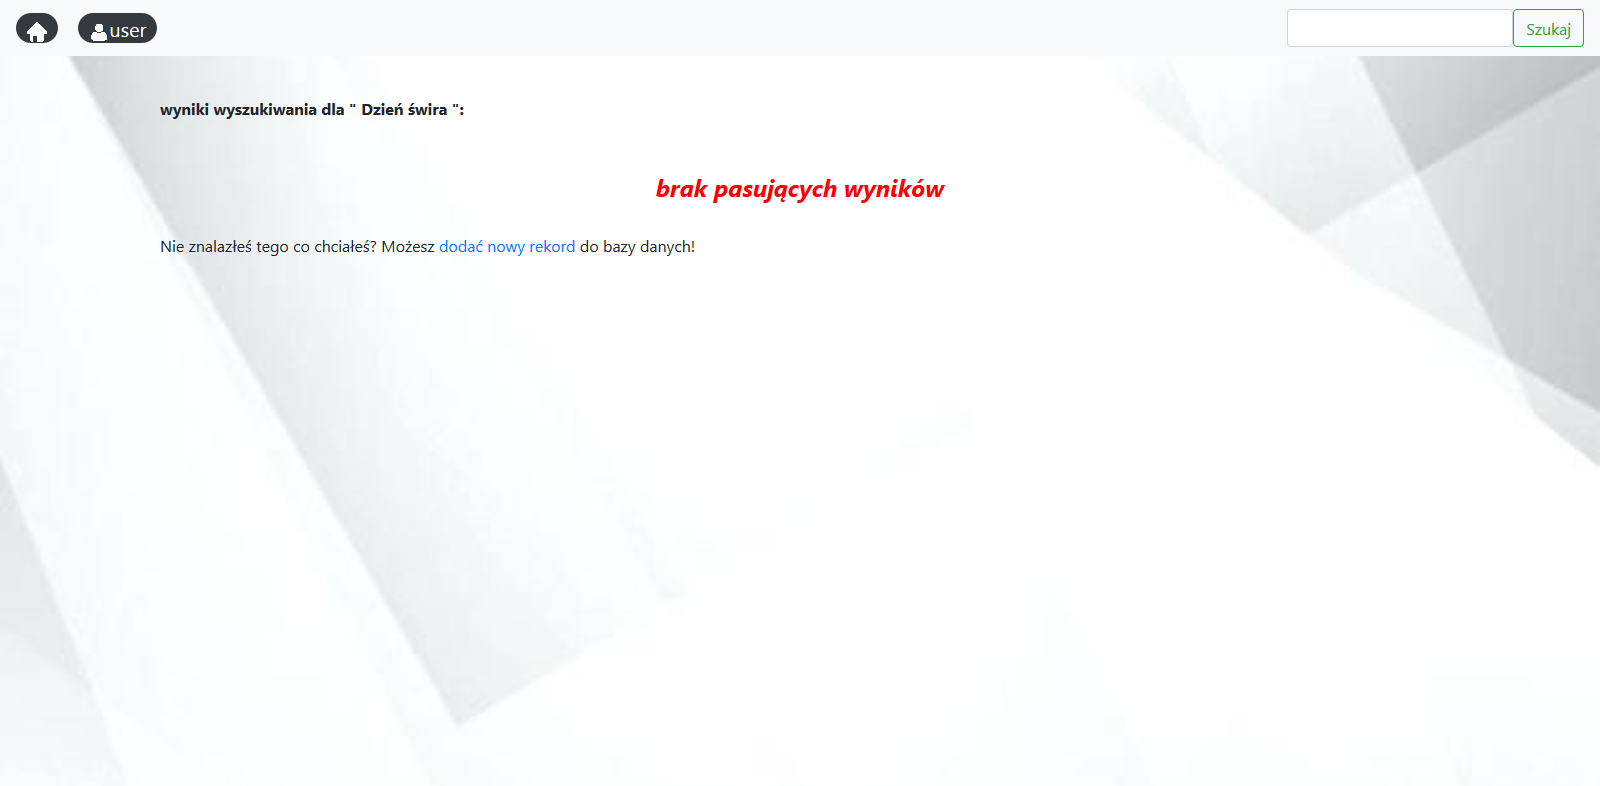 user
Szukaj
wyniki wyszukiwania dla " Dzień świra ":
brak pasujących wyników
Nie znalazłeś tego co chciałeś? Możesz dodać nowy rekord do bazy danych!